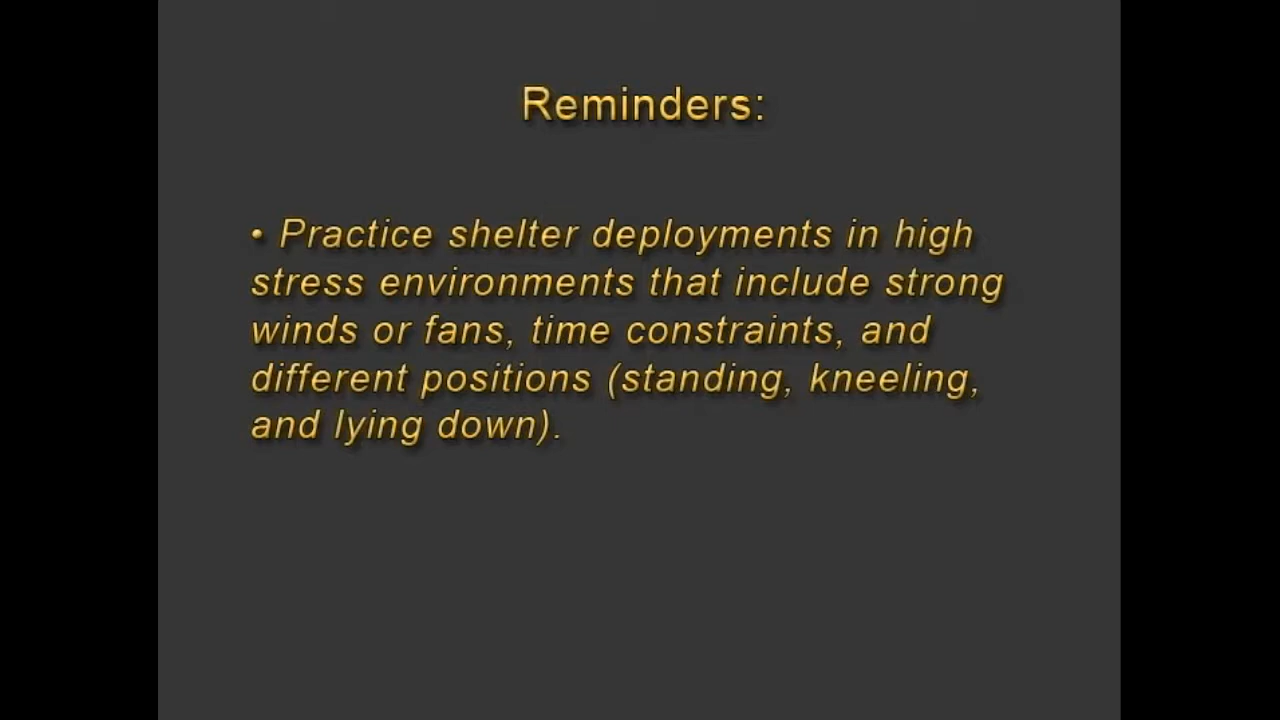 Reminders:
• Practice shelter deployments in high
stress environments that include strong
winds or fans, time constraints, and
different positions (standing, kneeling,
and lying down).